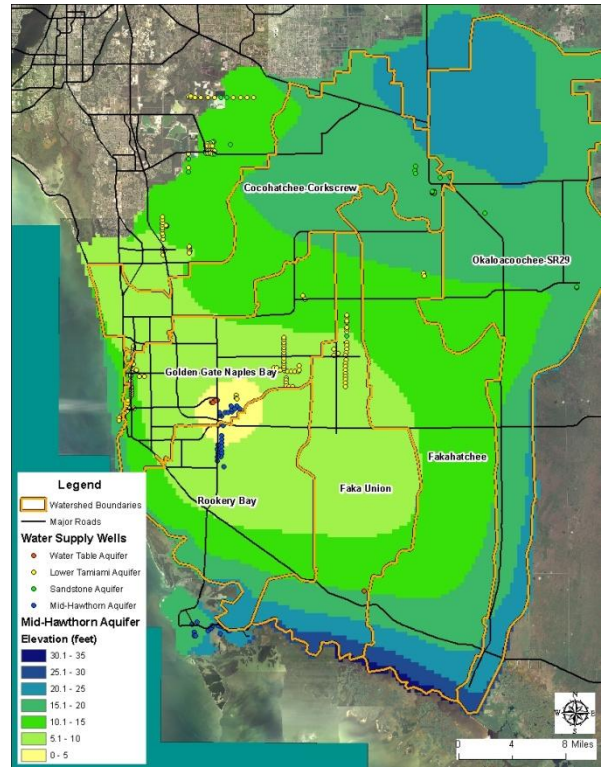 Cocohatchee-Corkscrew
Okaloacoochee-SR29
Golden Gate Naples Bay
Fakahatchee
Faka Union
Rookery Bay
Legend
Watershed Boundaries
Major Roads
Water Supply Wells
Water Table Aquifer
Lower Tamiami Aquifer
Sandstone Aquifer
Mid-Hawthorn Aquifer
Mid-Hawthorn Aquifer
Elevation (feet)
30.1 - 35
25.1 - 30
20.1 - 25
15.1 - 20
10.1 - 15
5.1 - 10
0 - 5
N
W E
S
0 4 8 Miles